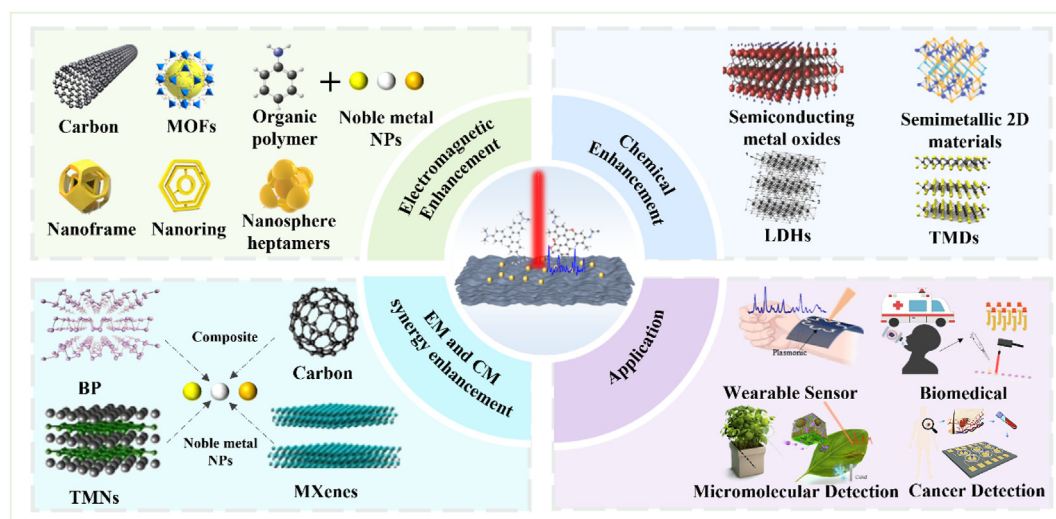 Carbon
MOFs
Organic
polymer
+
Noble metal
NPs
Nanoframe
Nanoring
Nanosphere
heptamers
Electromagnetic
Enhancement
Chemical
Enhancement
Semiconducting
metal oxides
Semimetallic 2D
materials
LDHs
TMDs
BP
Composite
Carbon
TMNs
Noble metal
NPs
MXenes
EM and CM
synergy enhancement
Application
Plasmonic
Wearable Sensor
Biomedical
Micromolecular Detection
Cancer Detection